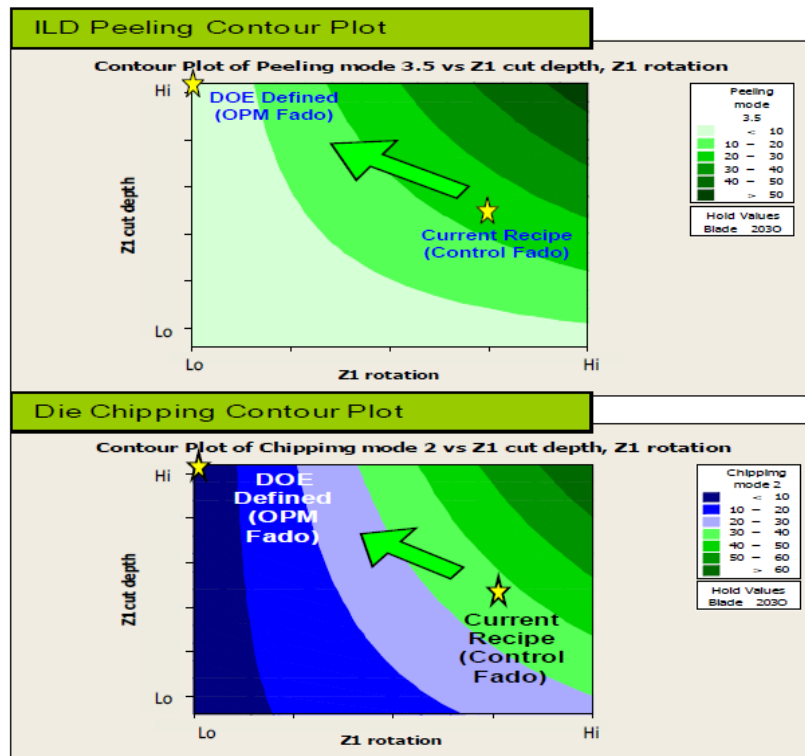 ILD Peeling Contour Plot
Contour Plot of Peeling mode 3.5 vs Z1 cut depth, Z1 rotation
Hi
DOE Defined
(OPM Fado)
Current Recipe
(Control Fado)
Z1 cut depth
Lo
Lo
Hi
Z1 rotation
Peeling
mode
3.5
< 10
10 – 20
20 – 30
30 – 40
40 – 50
> 50
Hold Values
Blade 2030
Die Chipping Contour Plot
Contour Plot of Chippimg mode 2 vs Z1 cut depth, Z1 rotation
Hi
DOE
Defined
(OPM
Fado)
Current
Recipe
(Control
Fado)
Z1 cut depth
Lo
Lo
Hi
Z1 rotation
Chippimg
mode 2
< 10
10 – 20
20 – 30
30 – 40
40 – 50
50 – 60
> 60
Hold Values
Blade 2030